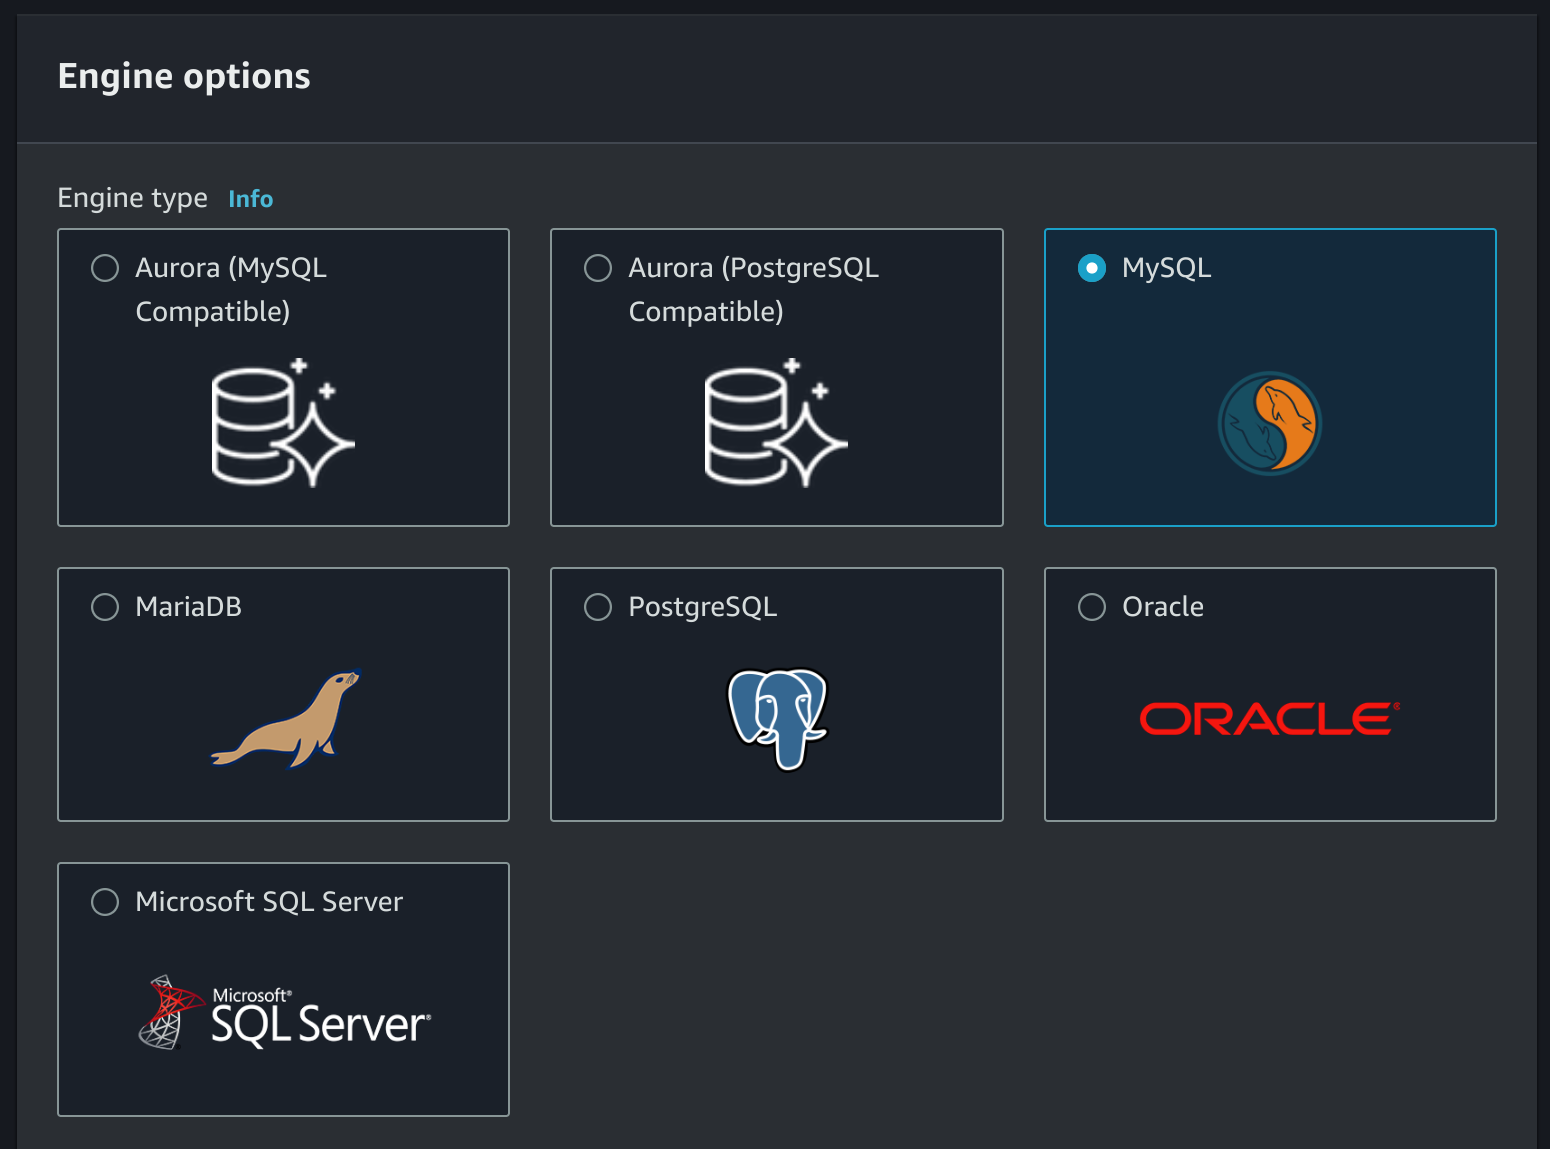 Engine options
Engine type Info
Aurora (MySQL
Compatible)
Aurora (PostgreSQL
Compatible)
MySQL
MariaDB
PostgreSQL
Oracle
ORACLE®
Microsoft SQL Server
Microsoft®
SQL Server®